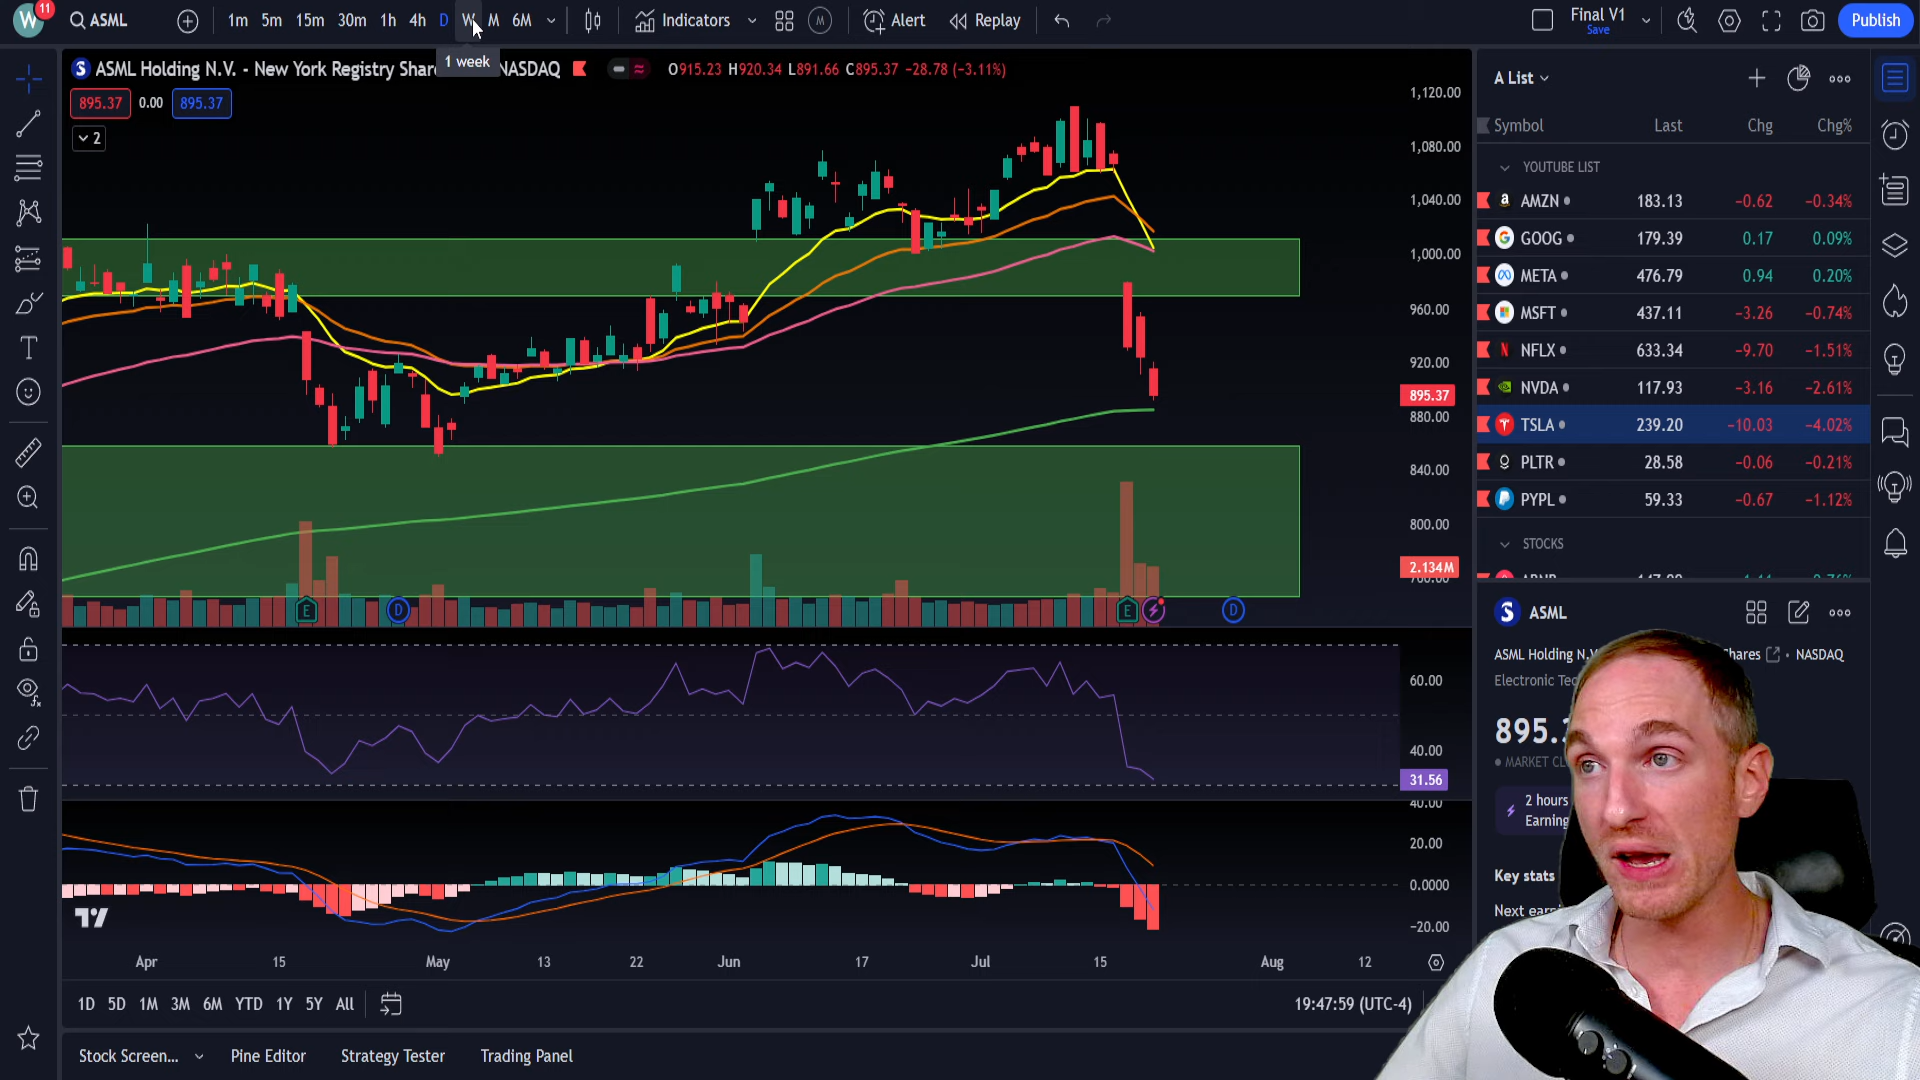 W 11 ASML 1m 5m 15m 30m 1h 4h D W M 6M Indicators M Alert Replay Final V1 Save Publish
1 week
ASML Holding N.V. - New York Registry Shar NASDAQ O915.23 H920.34 L891.66 C895.37 −28.78 (−3.11%)
895.37 0.00 895.37
2
1,120.00
1,080.00
1,040.00
1,000.00
960.00
920.00
895.37
880.00
840.00
800.00
2.134M
E D E D
60.00
40.00
31.56
40.00
20.00
0.0000
−20.00
Apr 15 May 13 22 Jun 17 Jul 15 Aug 12
1D 5D 1M 3M 6M YTD 1Y 5Y All 19:47:59 (UTC-4)
Stock Screen... Pine Editor Strategy Tester Trading Panel
A List
Symbol Last Chg Chg%
YOUTUBE LIST
AMZN 183.13 −0.62 −0.34%
GOOG 179.39 0.17 0.09%
META 476.79 0.94 0.20%
MSFT 437.11 −3.26 −0.74%
NFLX 633.34 −9.70 −1.51%
NVDA 117.93 −3.16 −2.61%
TSLA 239.20 −10.03 −4.02%
PLTR 28.58 −0.06 −0.21%
PYPL 59.33 −0.67 −1.12%
STOCKS
ASML
ASML Holding N.V. Shares NASDAQ
Electronic Tec
895.
MARKET CL
2 hours
Earning
Key stats
Next earn